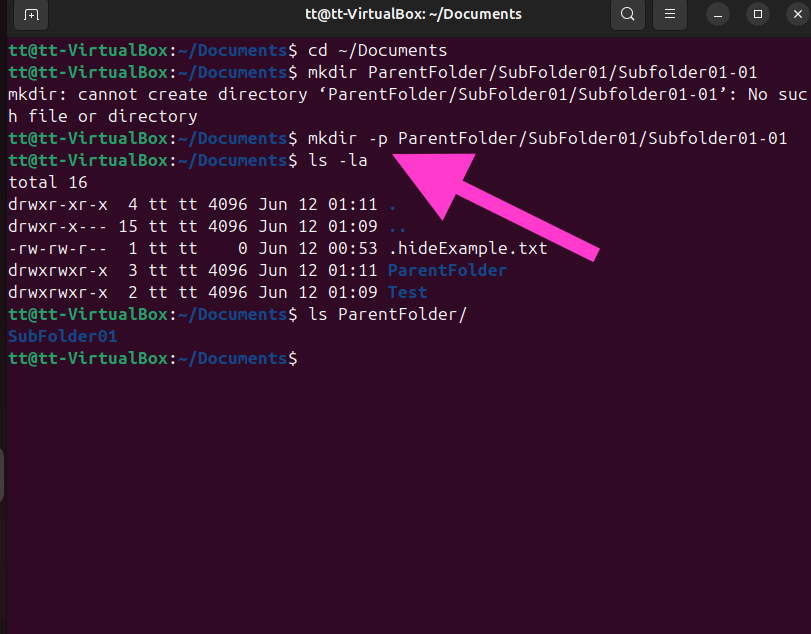 tt@tt-VirtualBox: ~/Documents
tt@tt-VirtualBox:~/Documents$ cd ~/Documents
tt@tt-VirtualBox:~/Documents$ mkdir ParentFolder/SubFolder01/Subfolder01-01
mkdir: cannot create directory ‘ParentFolder/SubFolder01/Subfolder01-01’: No suc
h file or directory
tt@tt-VirtualBox:~/Documents$ mkdir -p ParentFolder/SubFolder01/Subfolder01-01
tt@tt-VirtualBox:~/Documents$ ls -la
total 16
drwxr-xr-x  4 tt tt 4096 Jun 12 01:11 .
drwxr-x--- 15 tt tt 4096 Jun 12 01:09 ..
-rw-rw-r--  1 tt tt    0 Jun 12 00:53 .hideExample.txt
drwxrwxr-x  3 tt tt 4096 Jun 12 01:11 ParentFolder
drwxrwxr-x  2 tt tt 4096 Jun 12 01:09 Test
tt@tt-VirtualBox:~/Documents$ ls ParentFolder/
SubFolder01
tt@tt-VirtualBox:~/Documents$